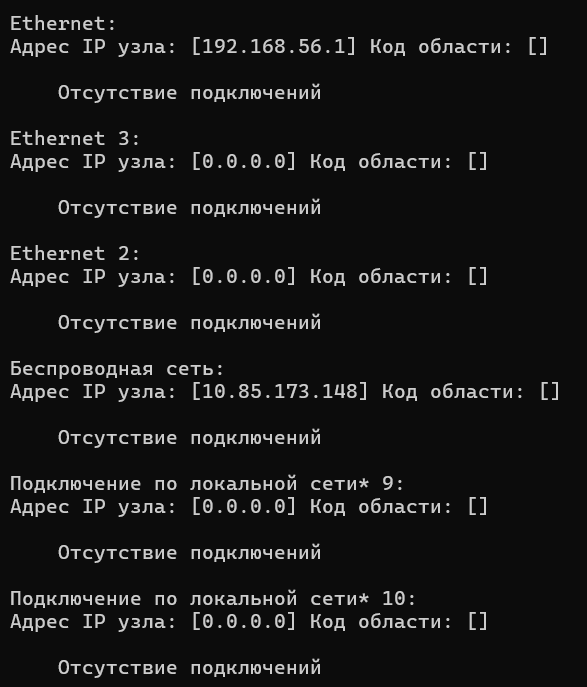 Ethernet:
Адрес IP узла: [192.168.56.1] Код области: []
Отсутствие подключений
Ethernet 3:
Адрес IP узла: [0.0.0.0] Код области: []
Отсутствие подключений
Ethernet 2:
Адрес IP узла: [0.0.0.0] Код области: []
Отсутствие подключений
Беспроводная сеть:
Адрес IP узла: [10.85.173.148] Код области: []
Отсутствие подключений
Подключение по локальной сети* 9:
Адрес IP узла: [0.0.0.0] Код области: []
Отсутствие подключений
Подключение по локальной сети* 10:
Адрес IP узла: [0.0.0.0] Код области: []
Отсутствие подключений